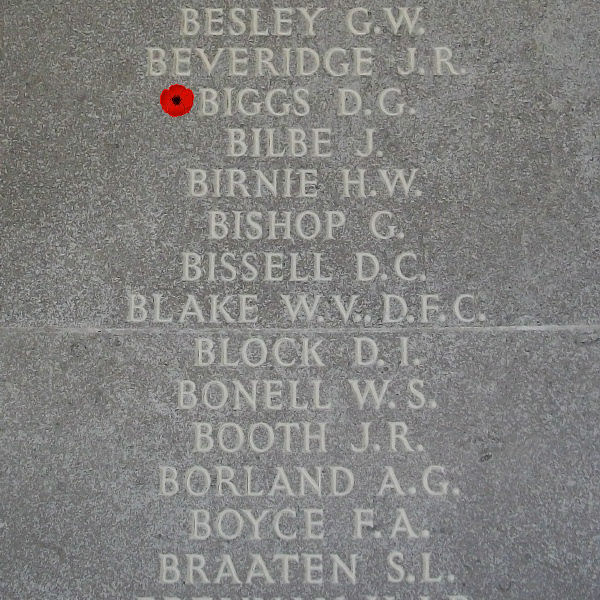 BESLEY G.W.
BEVERIDGE J.R.
BIGGS D.G.
BILBE J.
BIRNIE H.W.
BISHOP G.
BISSELL D.C.
BLAKE W.V., D.F.C.
BLOCK D.I.
BONELL W.S.
BOOTH J.R.
BORLAND A.G.
BOYCE F.A.
BRAATEN S.L.